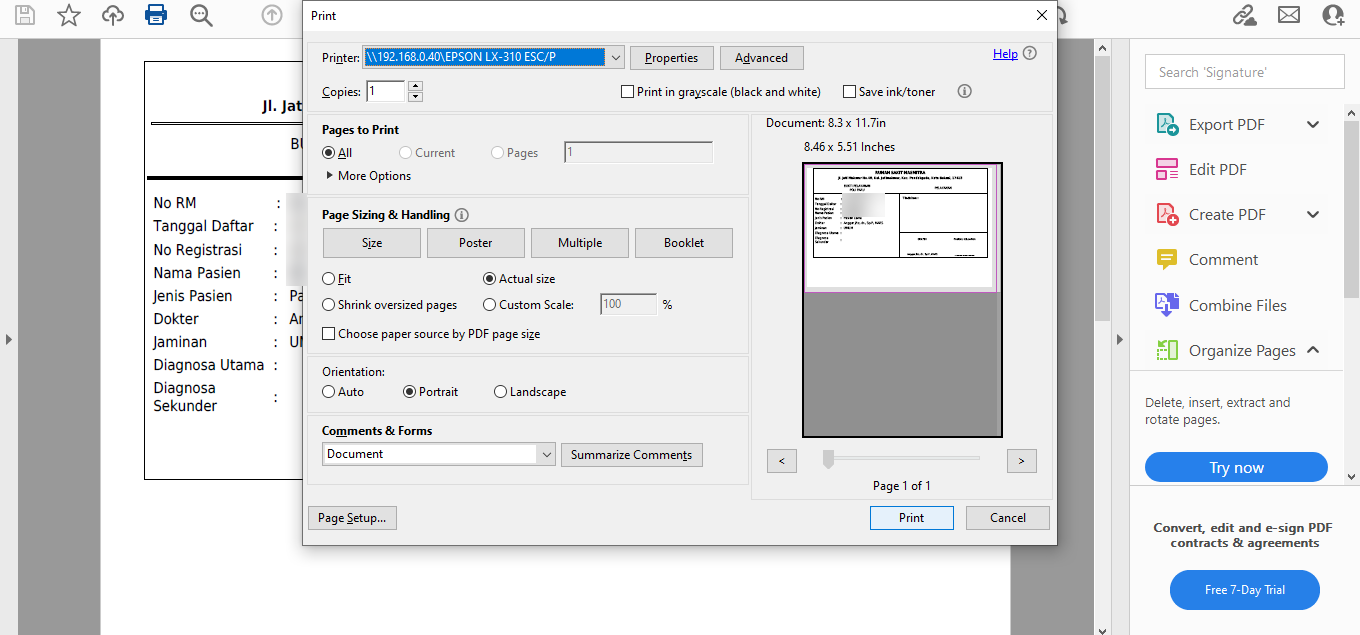 Print
Printer:
\\192.168.0.40\EPSON LX-310 ESC/P
Properties
Advanced
Help
Copies:
1
Print in grayscale (black and white)
Save ink/toner
Pages to Print
All
Current
Pages
1
More Options
Page Sizing & Handling
Size
Poster
Multiple
Booklet
Fit
Actual size
Shrink oversized pages
Custom Scale:
100
%
Choose paper source by PDF page size
Orientation:
Auto
Portrait
Landscape
Comments & Forms
Document
Summarize Comments
Page Setup...
Document: 8.3 x 11.7in
8.46 x 5.51 Inches
<
>
Page 1 of 1
Print
Cancel
Jl. Jat
BU
No RM :
Tanggal Daftar :
No Registrasi :
Nama Pasien :
Jenis Pasien : Pa
Dokter : An
Jaminan : UM
Diagnosa Utama :
Diagnosa
Sekunder :
Search 'Signature'
Export PDF
Edit PDF
Create PDF
Comment
Combine Files
Organize Pages
Delete, insert, extract and
rotate pages.
Try now
Convert, edit and e-sign PDF
contracts & agreements
Free 7-Day Trial